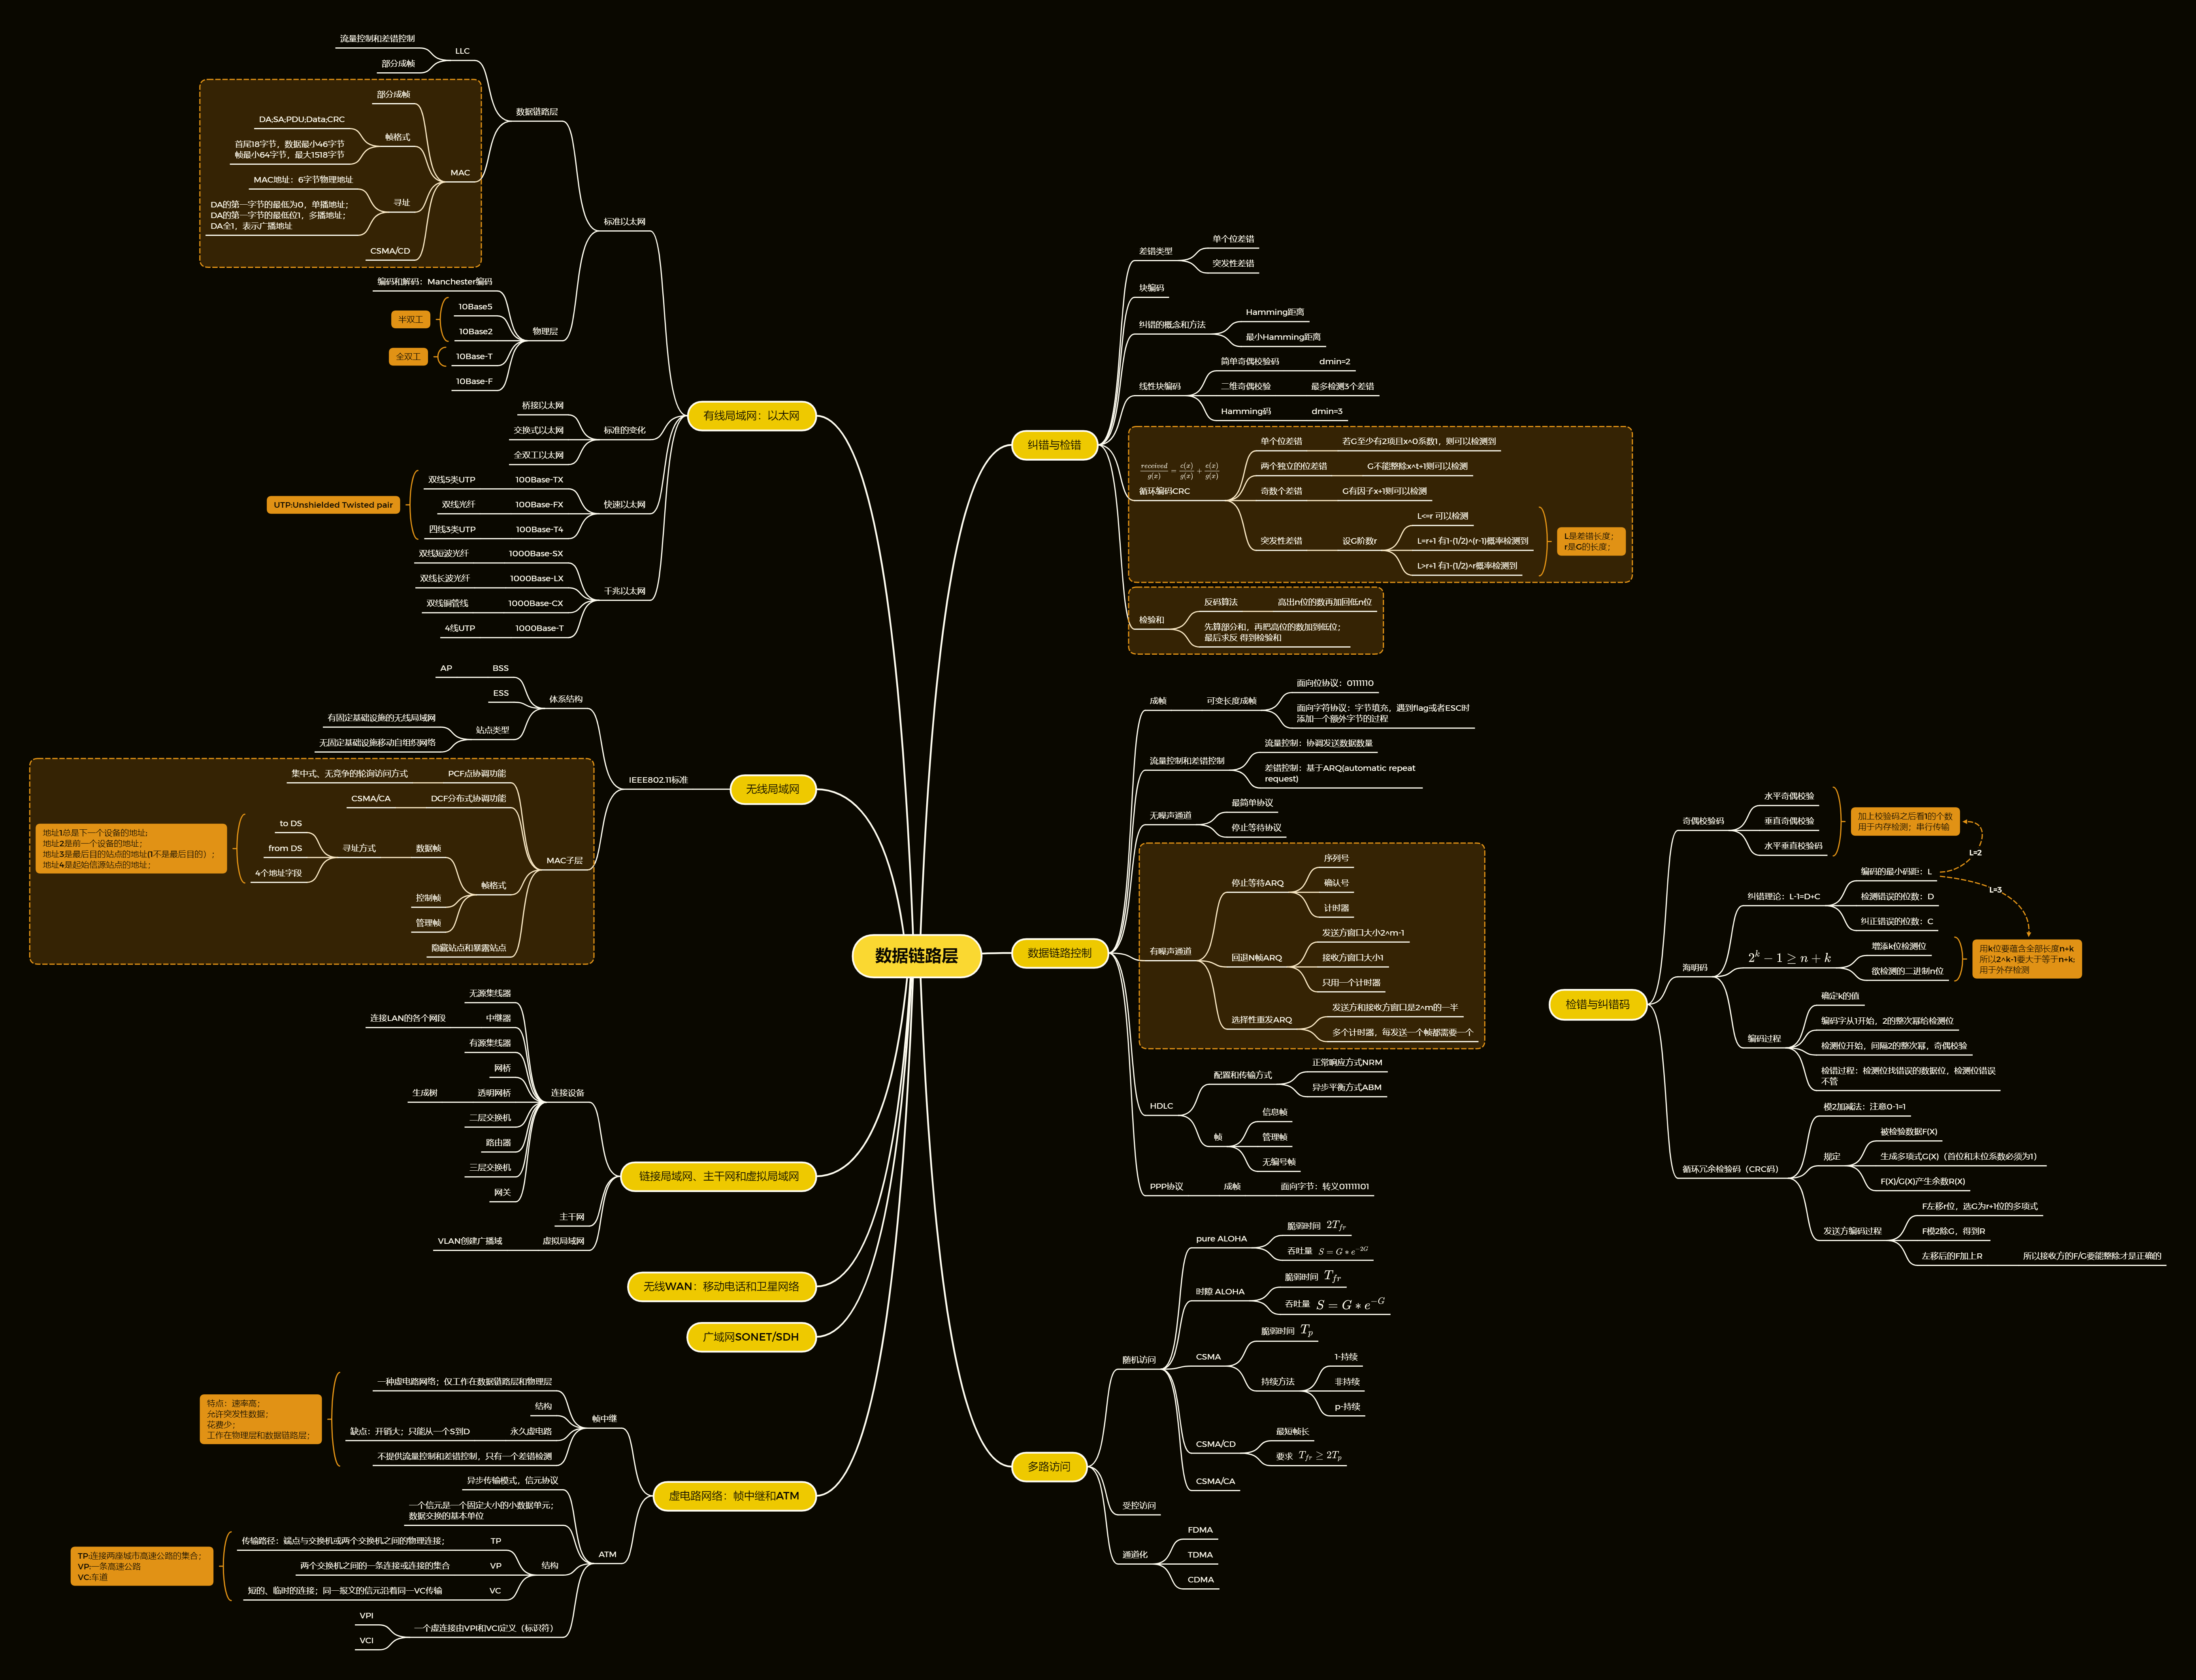 数据链路层
纠错与检错
差错类型
单个位差错
突发性差错
块编码
纠错的概念和方法
Hamming距离
最小Hamming距离
线性块编码
简单奇偶校验码
dmin=2
二维奇偶校验
最多检测3个差错
Hamming码
dmin=3
received/g(x) = c(x)/g(x) + e(x)/g(x)
循环编码CRC
单个位差错
若G至少有2项目x^0系数1，则可以检测到
两个独立的位差错
G不能整除x^t+1则可以检测
奇数个差错
G有因子x+1则可以检测
突发性差错
设G阶数r
L<=r 可以检测
L=r+1 有1-(1/2)^(r-1)概率检测到
L>r+1 有1-(1/2)^r概率检测到
L是差错长度；
r是G的长度；
检验和
反码算法
高出n位的数再加回低n位
先算部分和，再把高位的数加到低位；
最后求反 得到检验和
数据链路控制
成帧
可变长度成帧
面向位协议：0111110
面向字符协议：字节填充，遇到flag或者ESC时
添加一个额外字节的过程
流量控制和差错控制
流量控制：协调发送数据数量
差错控制：基于ARQ(automatic repeat
request)
无噪声通道
最简单协议
停止等待协议
有噪声通道
停止等待ARQ
序列号
确认号
计时器
回退N帧ARQ
发送方窗口大小2^m-1
接收方窗口大小1
只用一个计时器
选择性重发ARQ
发送方和接收方窗口是2^m的一半
多个计时器，每发送一个帧都需要一个
HDLC
配置和传输方式
正常响应方式NRM
异步平衡方式ABM
帧
信息帧
管理帧
无编号帧
PPP协议
成帧
面向字节：转义01111101
多路访问
随机访问
pure ALOHA
脆弱时间 2T_fr
吞吐量 S = G * e^{-2G}
时隙 ALOHA
脆弱时间 T_fr
吞吐量 S = G * e^{-G}
CSMA
脆弱时间 T_p
持续方法
1-持续
非持续
p-持续
CSMA/CD
最短帧长
要求 T_fr ≥ 2T_p
CSMA/CA
受控访问
通道化
FDMA
TDMA
CDMA
有线局域网：以太网
标准以太网
数据链路层
LLC
流量控制和差错控制
部分成帧
MAC
部分成帧
帧格式
DA;SA;PDU;Data;CRC
首尾18字节，数据最小46字节
帧最小64字节，最大1518字节
寻址
MAC地址：6字节物理地址
DA的第一字节的最低为0，单播地址；
DA的第一字节的最低位1，多播地址；
DA全1，表示广播地址
CSMA/CD
物理层
编码和解码：Manchester编码
10Base5
10Base2
半双工
10Base-T
全双工
10Base-F
标准的变化
桥接以太网
交换式以太网
全双工以太网
快速以太网
100Base-TX
双线5类UTP
100Base-FX
双线光纤
100Base-T4
四线3类UTP
UTP:Unshielded Twisted pair
千兆以太网
1000Base-SX
双线短波光纤
1000Base-LX
双线长波光纤
1000Base-CX
双线铜管线
1000Base-T
4线UTP
无线局域网
IEEE802.11标准
体系结构
BSS
AP
ESS
站点类型
有固定基础设施的无线局域网
无固定基础设施移动自组织网络
MAC子层
PCF点协调功能
集中式、无竞争的轮询访问方式
DCF分布式协调功能
CSMA/CA
帧格式
数据帧
寻址方式
to DS
from DS
4个地址字段
地址1总是下一个设备的地址；
地址2是前一个设备的地址；
地址3是最后目的站点的地址(1不是最后目的）；
地址4是起始信源站点的地址；
控制帧
管理帧
隐藏站点和暴露站点
链接局域网、主干网和虚拟局域网
连接设备
无源集线器
中继器
连接LAN的各个网段
有源集线器
网桥
透明网桥
生成树
二层交换机
路由器
三层交换机
网关
主干网
虚拟局域网
VLAN创建广播域
无线WAN：移动电话和卫星网络
广域网SONET/SDH
虚电路网络：帧中继和ATM
帧中继
一种虚电路网络；仅工作在数据链路层和物理层
结构
永久虚电路
缺点：开销大；只能从一个S到D
不提供流量控制和差错控制，只有一个差错检测
特点：速率高；
允许突发性数据；
花费少；
工作在物理层和数据链路层；
ATM
异步传输模式，信元协议
一个信元是一个固定大小的小数据单元；
数据交换的基本单位
结构
TP
传输路径：端点与交换机或两个交换机之间的物理连接；
VP
两个交换机之间的一条连接或连接的集合
VC
短的、临时的连接；同一报文的信元沿着同一VC传输
TP:连接两座城市高速公路的集合；
VP:一条高速公路
VC:车道
一个虚连接由VPI和VCI定义（标识符）
VPI
VCI
检错与纠错码
奇偶校验码
水平奇偶校验
垂直奇偶校验
水平垂直校验码
加上校验码之后看1的个数
用于内存检测；串行传输
L=2
海明码
纠错理论：L-1=D+C
编码的最小码距：L
检测错误的位数：D
纠正错误的位数：C
L=3
2^k − 1 ≥ n + k
增添k位检测位
欲检测的二进制n位
用k位要蕴含全部长度n+k
所以2^k-1要大于等于n+k;
用于外存检测
编码过程
确定k的值
编码字从1开始，2的整次幂给检测位
检测位开始，间隔2的整次幂，奇偶校验
检错过程：检测位找错误的数据位，检测位错误
不管
循环冗余检验码（CRC码）
模2加减法：注意0-1=1
规定
被检验数据F(X)
生成多项式G(X)（首位和末位系数必须为1）
F(X)/G(X)产生余数R(X)
发送方编码过程
F左移r位，选G为r+1位的多项式
F模2除G，得到R
左移后的F加上R
所以接收方的F/G要能整除才是正确的